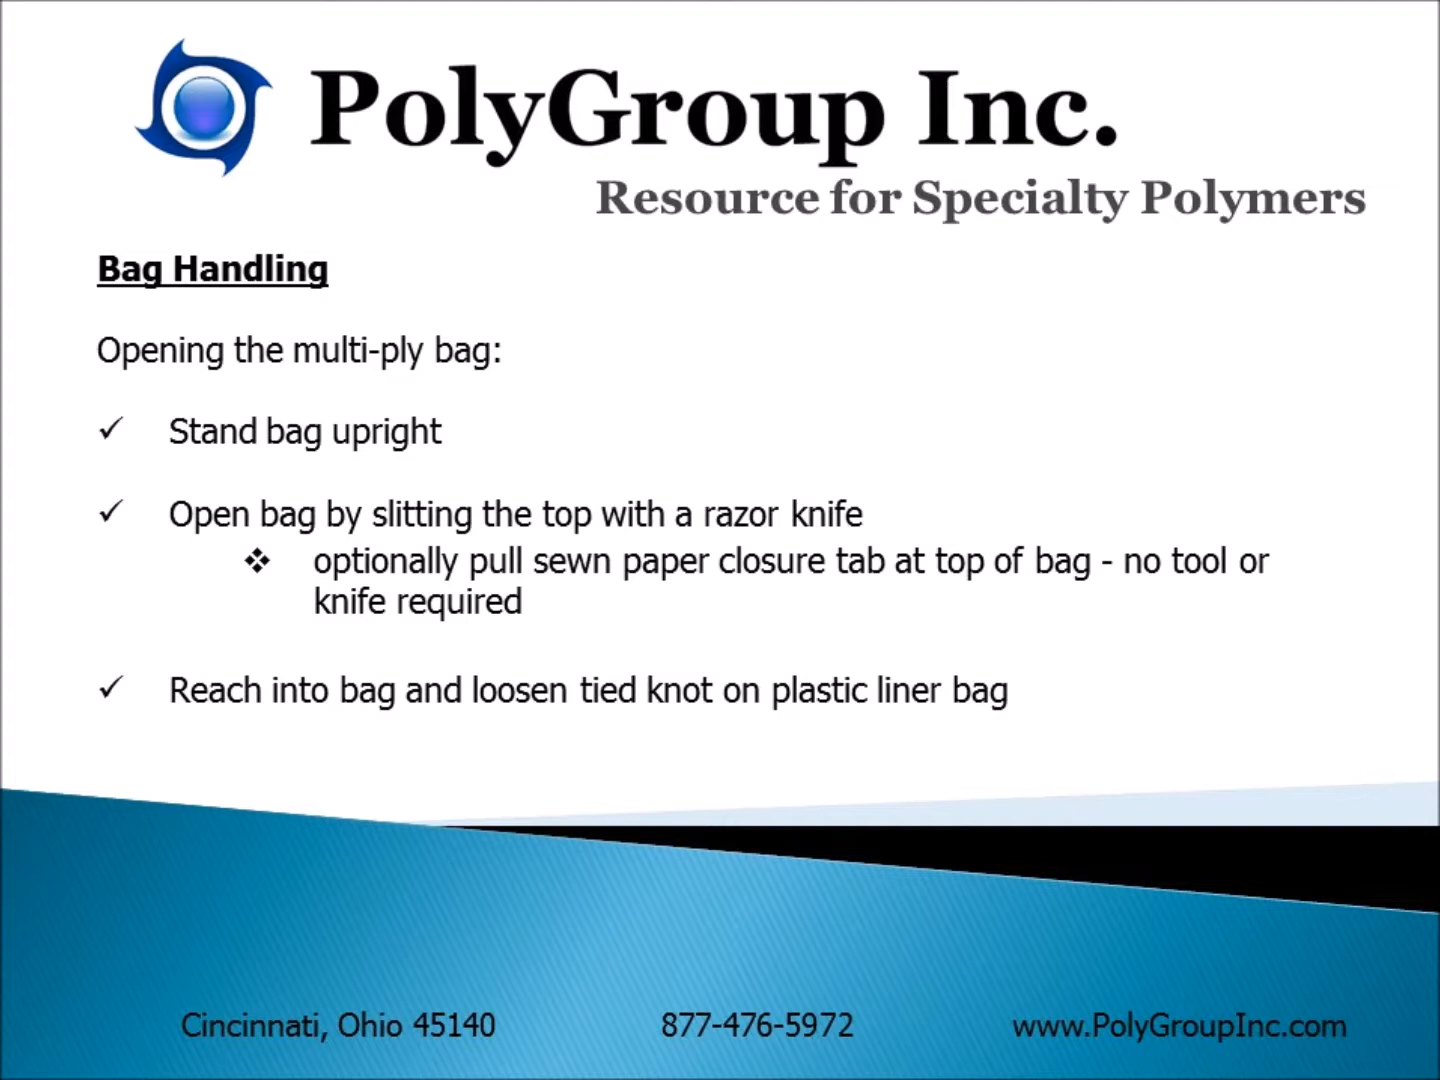 PolyGroup Inc.
Resource for Specialty Polymers
Bag Handling
Opening the multi-ply bag:
✓ Stand bag upright
✓ Open bag by slitting the top with a razor knife
❖ optionally pull sewn paper closure tab at top of bag - no tool or
knife required
✓ Reach into bag and loosen tied knot on plastic liner bag
Cincinnati, Ohio 45140 877-476-5972 www.PolyGroupInc.com